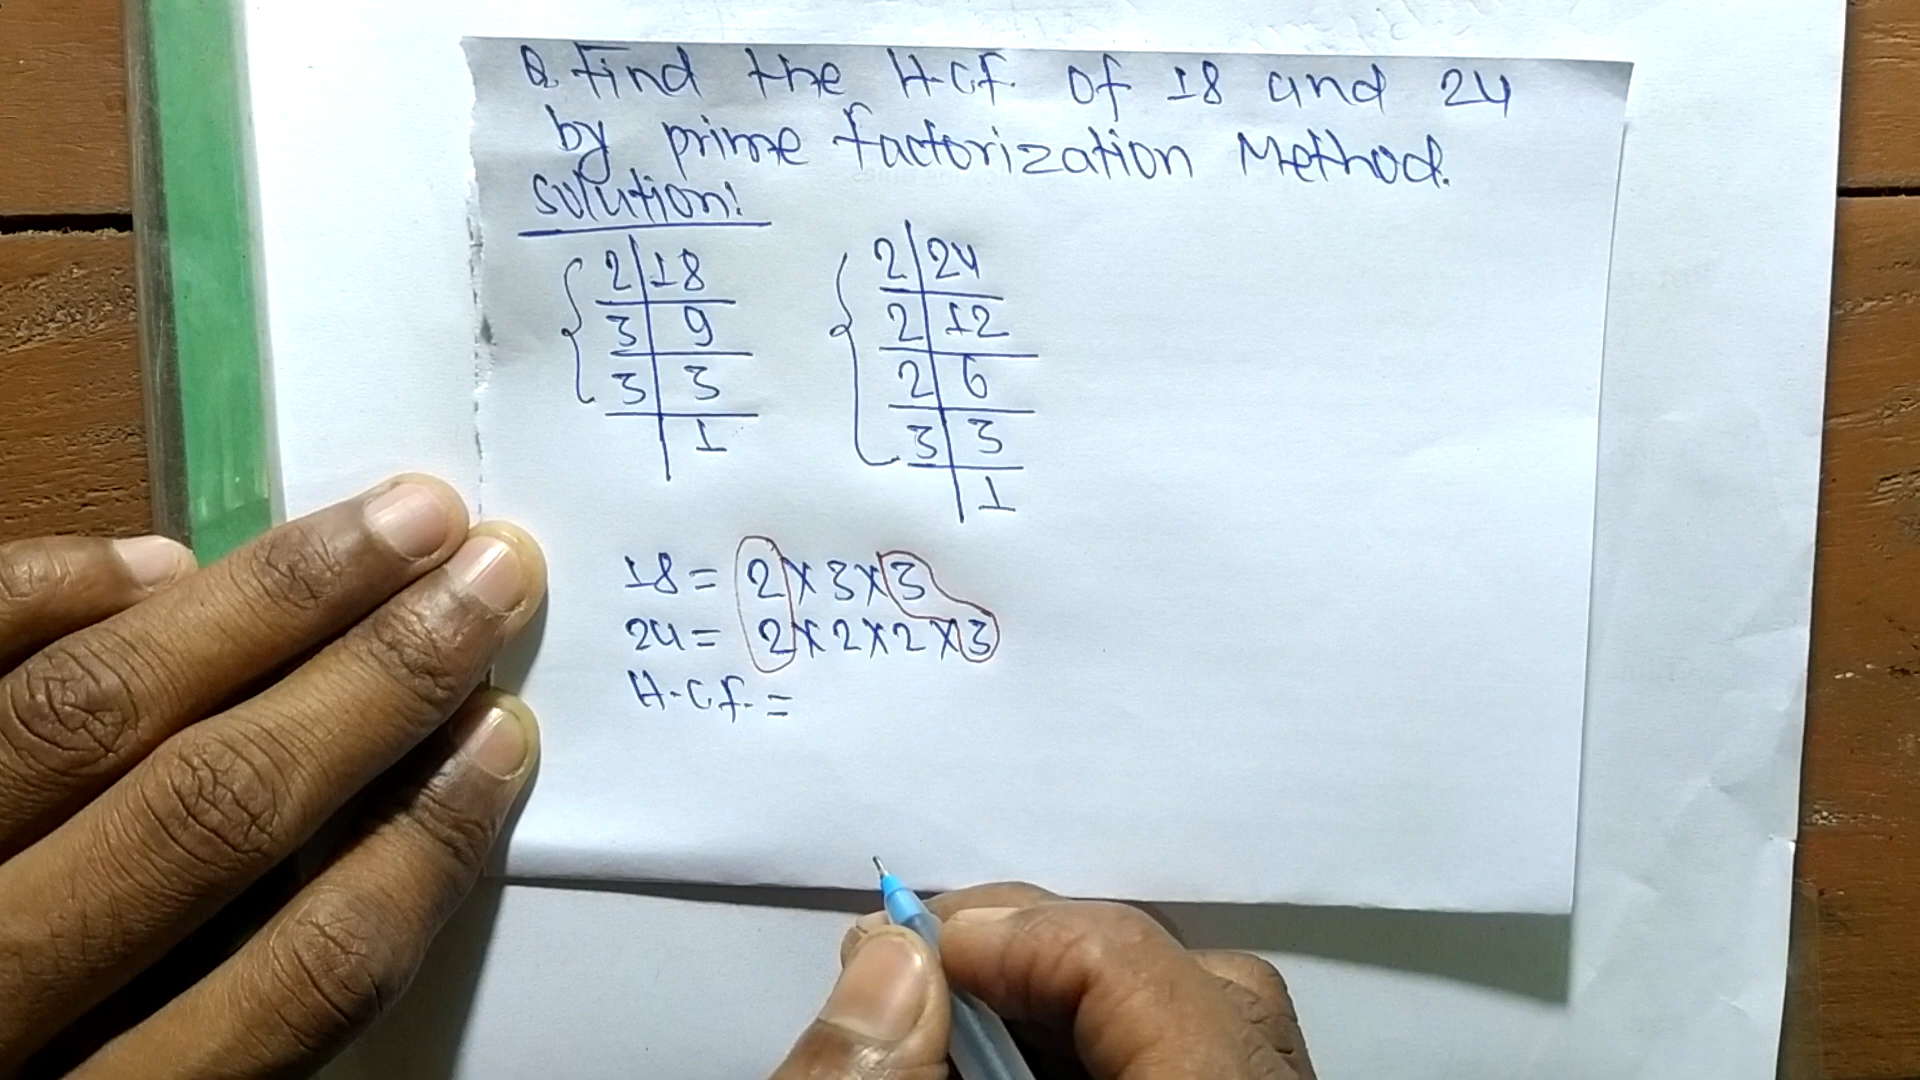 Q. Find the H.C.F. of 18 and 24
by prime factorization Method.
Solution:
2 18
3 9
3 3
1
2 24
2 12
2 6
3 3
1
18 = 2 × 3 × 3
24 = 2 × 2 × 2 × 3
H.C.F. =